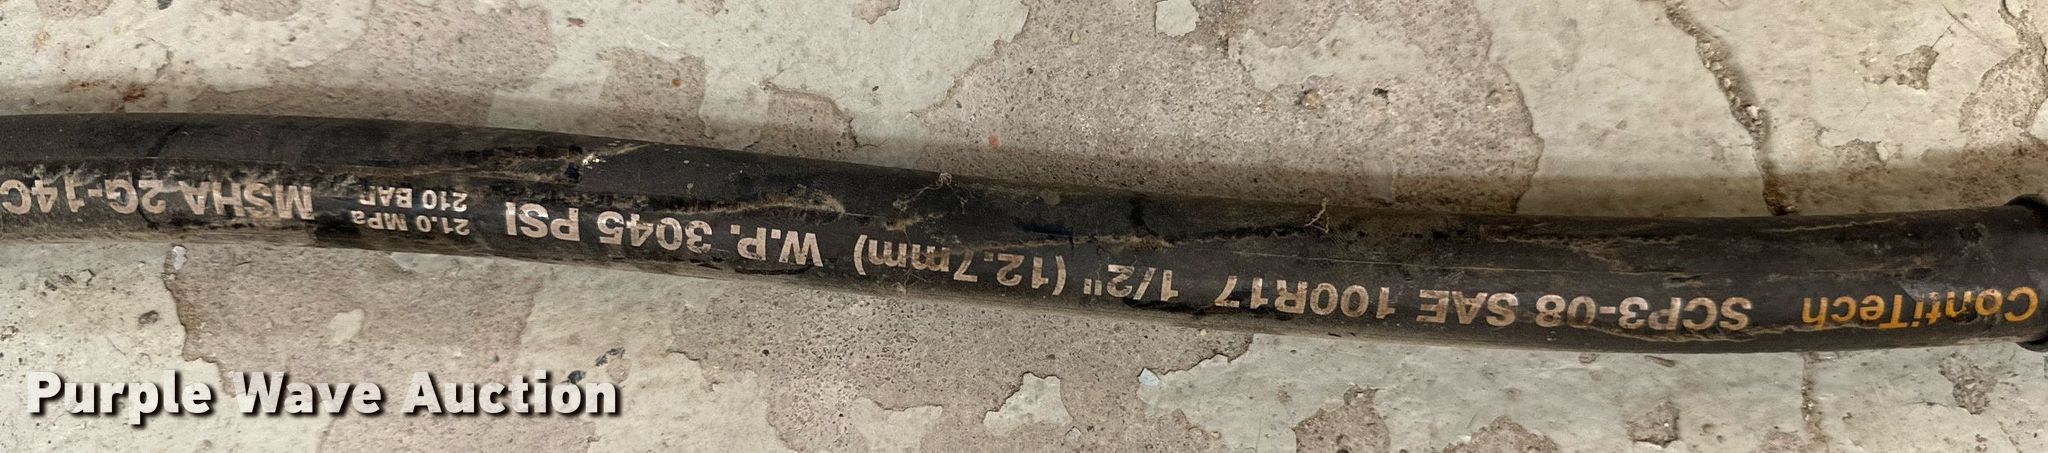 ContiTech SCP3-08 SAE 100R17 1/2" (12.7mm) W.P. 3045 PSI
21.0 MPa
210 BAR
MSHA 2G-14C
Purple Wave Auction